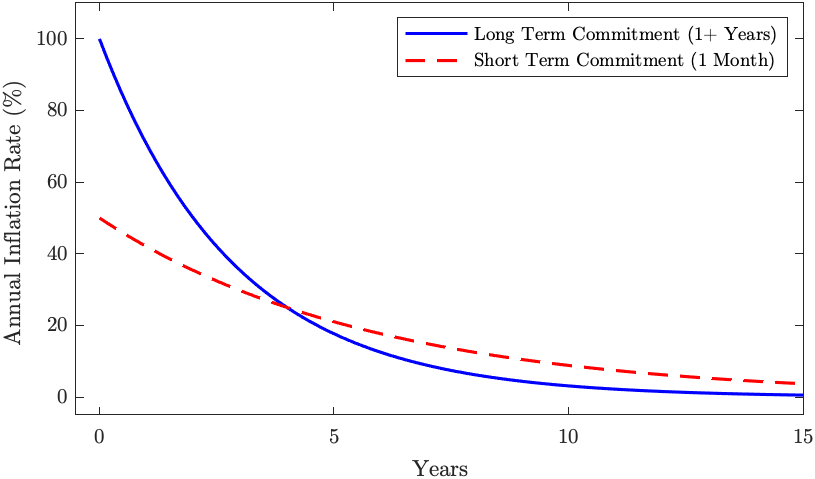 Long Term Commitment (1+ Years)
Short Term Commitment (1 Month)
Annual Inflation Rate (%)
100
80
60
40
20
0
0 5 10 15
Years